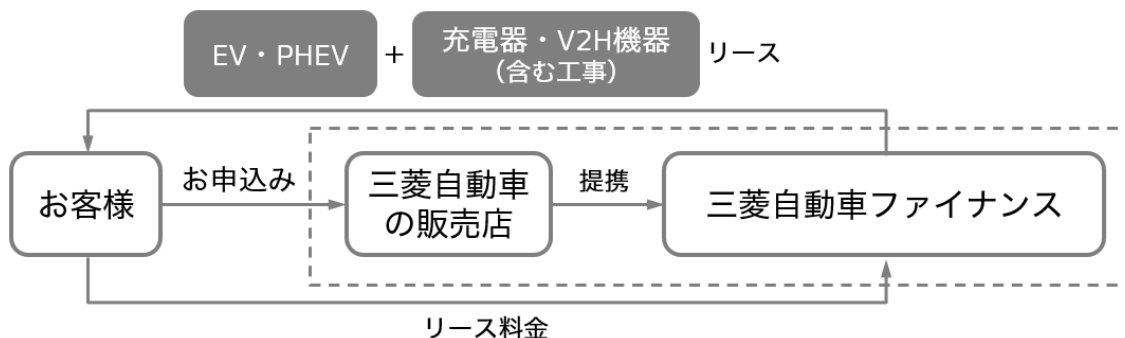 EV・PHEV
+
充電器・V2H機器
（含む工事）
リース
お客様
お申込み
三菱自動車
の販売店
提携
三菱自動車ファイナンス
リース料金